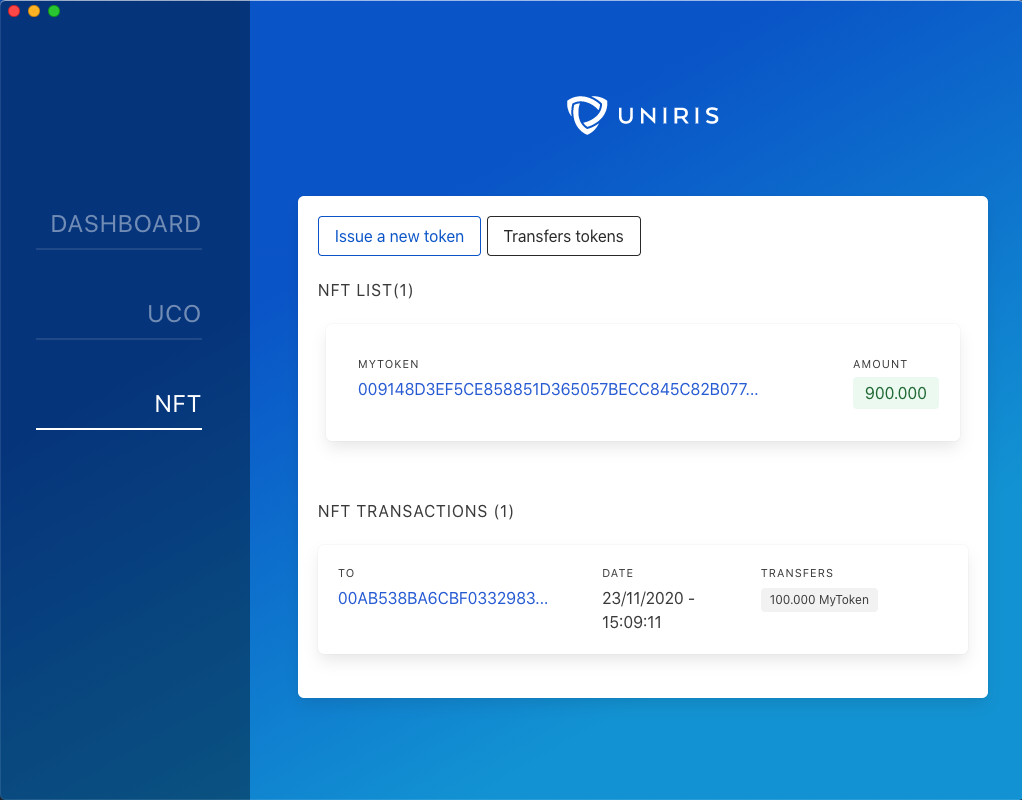 UNIRIS
DASHBOARD
UCO
NFT
Issue a new token
Transfers tokens
NFT LIST(1)
MYTOKEN
AMOUNT
009148D3EF5CE858851D365057BECC845C82B077...
900.000
NFT TRANSACTIONS (1)
TO
DATE
TRANSFERS
00AB538BA6CBF0332983...
23/11/2020 -
15:09:11
100.000 MyToken